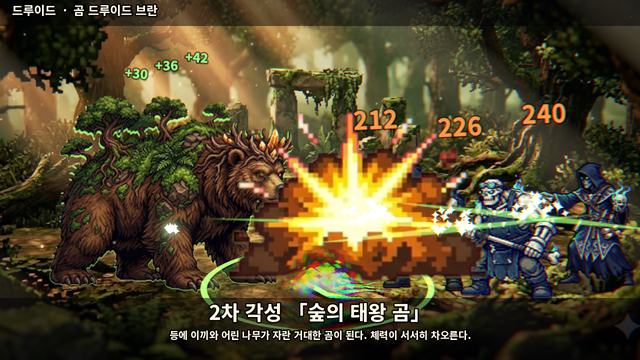 드루이드 · 곰 드루이드 브란
+30
+36
+42
212
226
240
2차 각성 「숲의 태왕 곰」
등에 이끼와 어린 나무가 자란 거대한 곰이 된다. 체력이 서서히 차오른다.